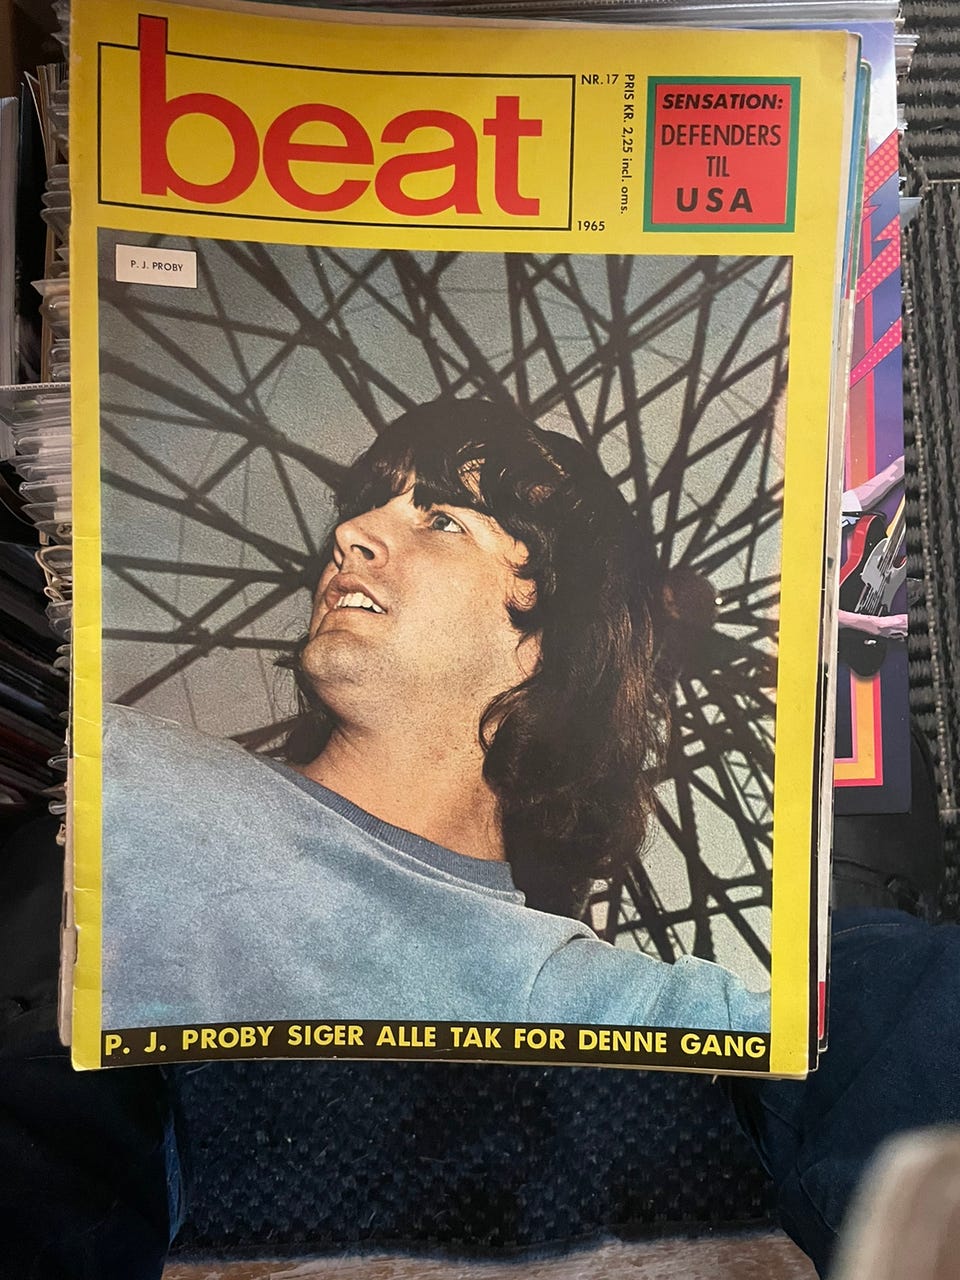 beat
NR.17
PRIS KR. 2,25 incl. oms.
1965
SENSATION:
DEFENDERS
TIL
USA
P. J. PROBY
P. J. PROBY SIGER ALLE TAK FOR DENNE GANG